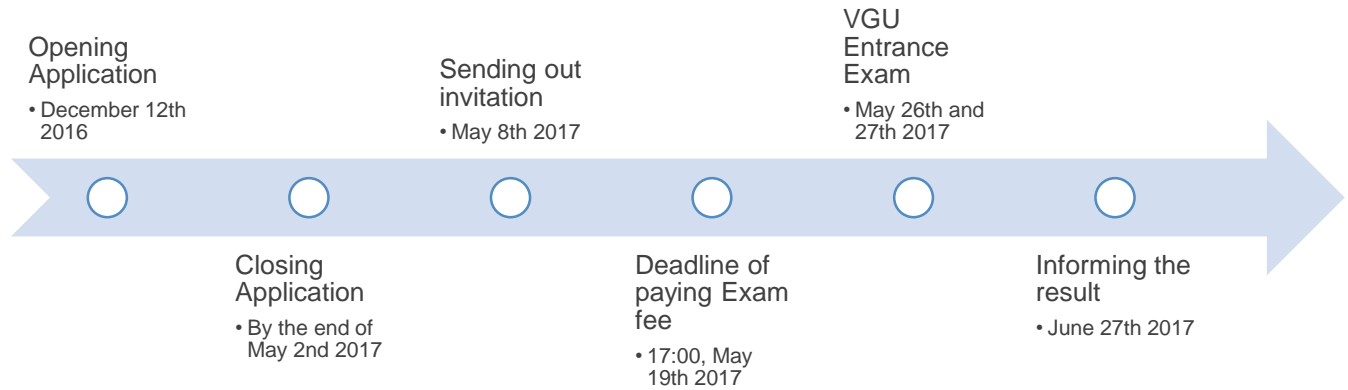 Opening
Application
• December 12th
2016
Closing
Application
• By the end of
May 2nd 2017
Sending out
invitation
• May 8th 2017
Deadline of
paying Exam
fee
• 17:00, May
19th 2017
VGU
Entrance
Exam
• May 26th and
27th 2017
Informing the
result
• June 27th 2017